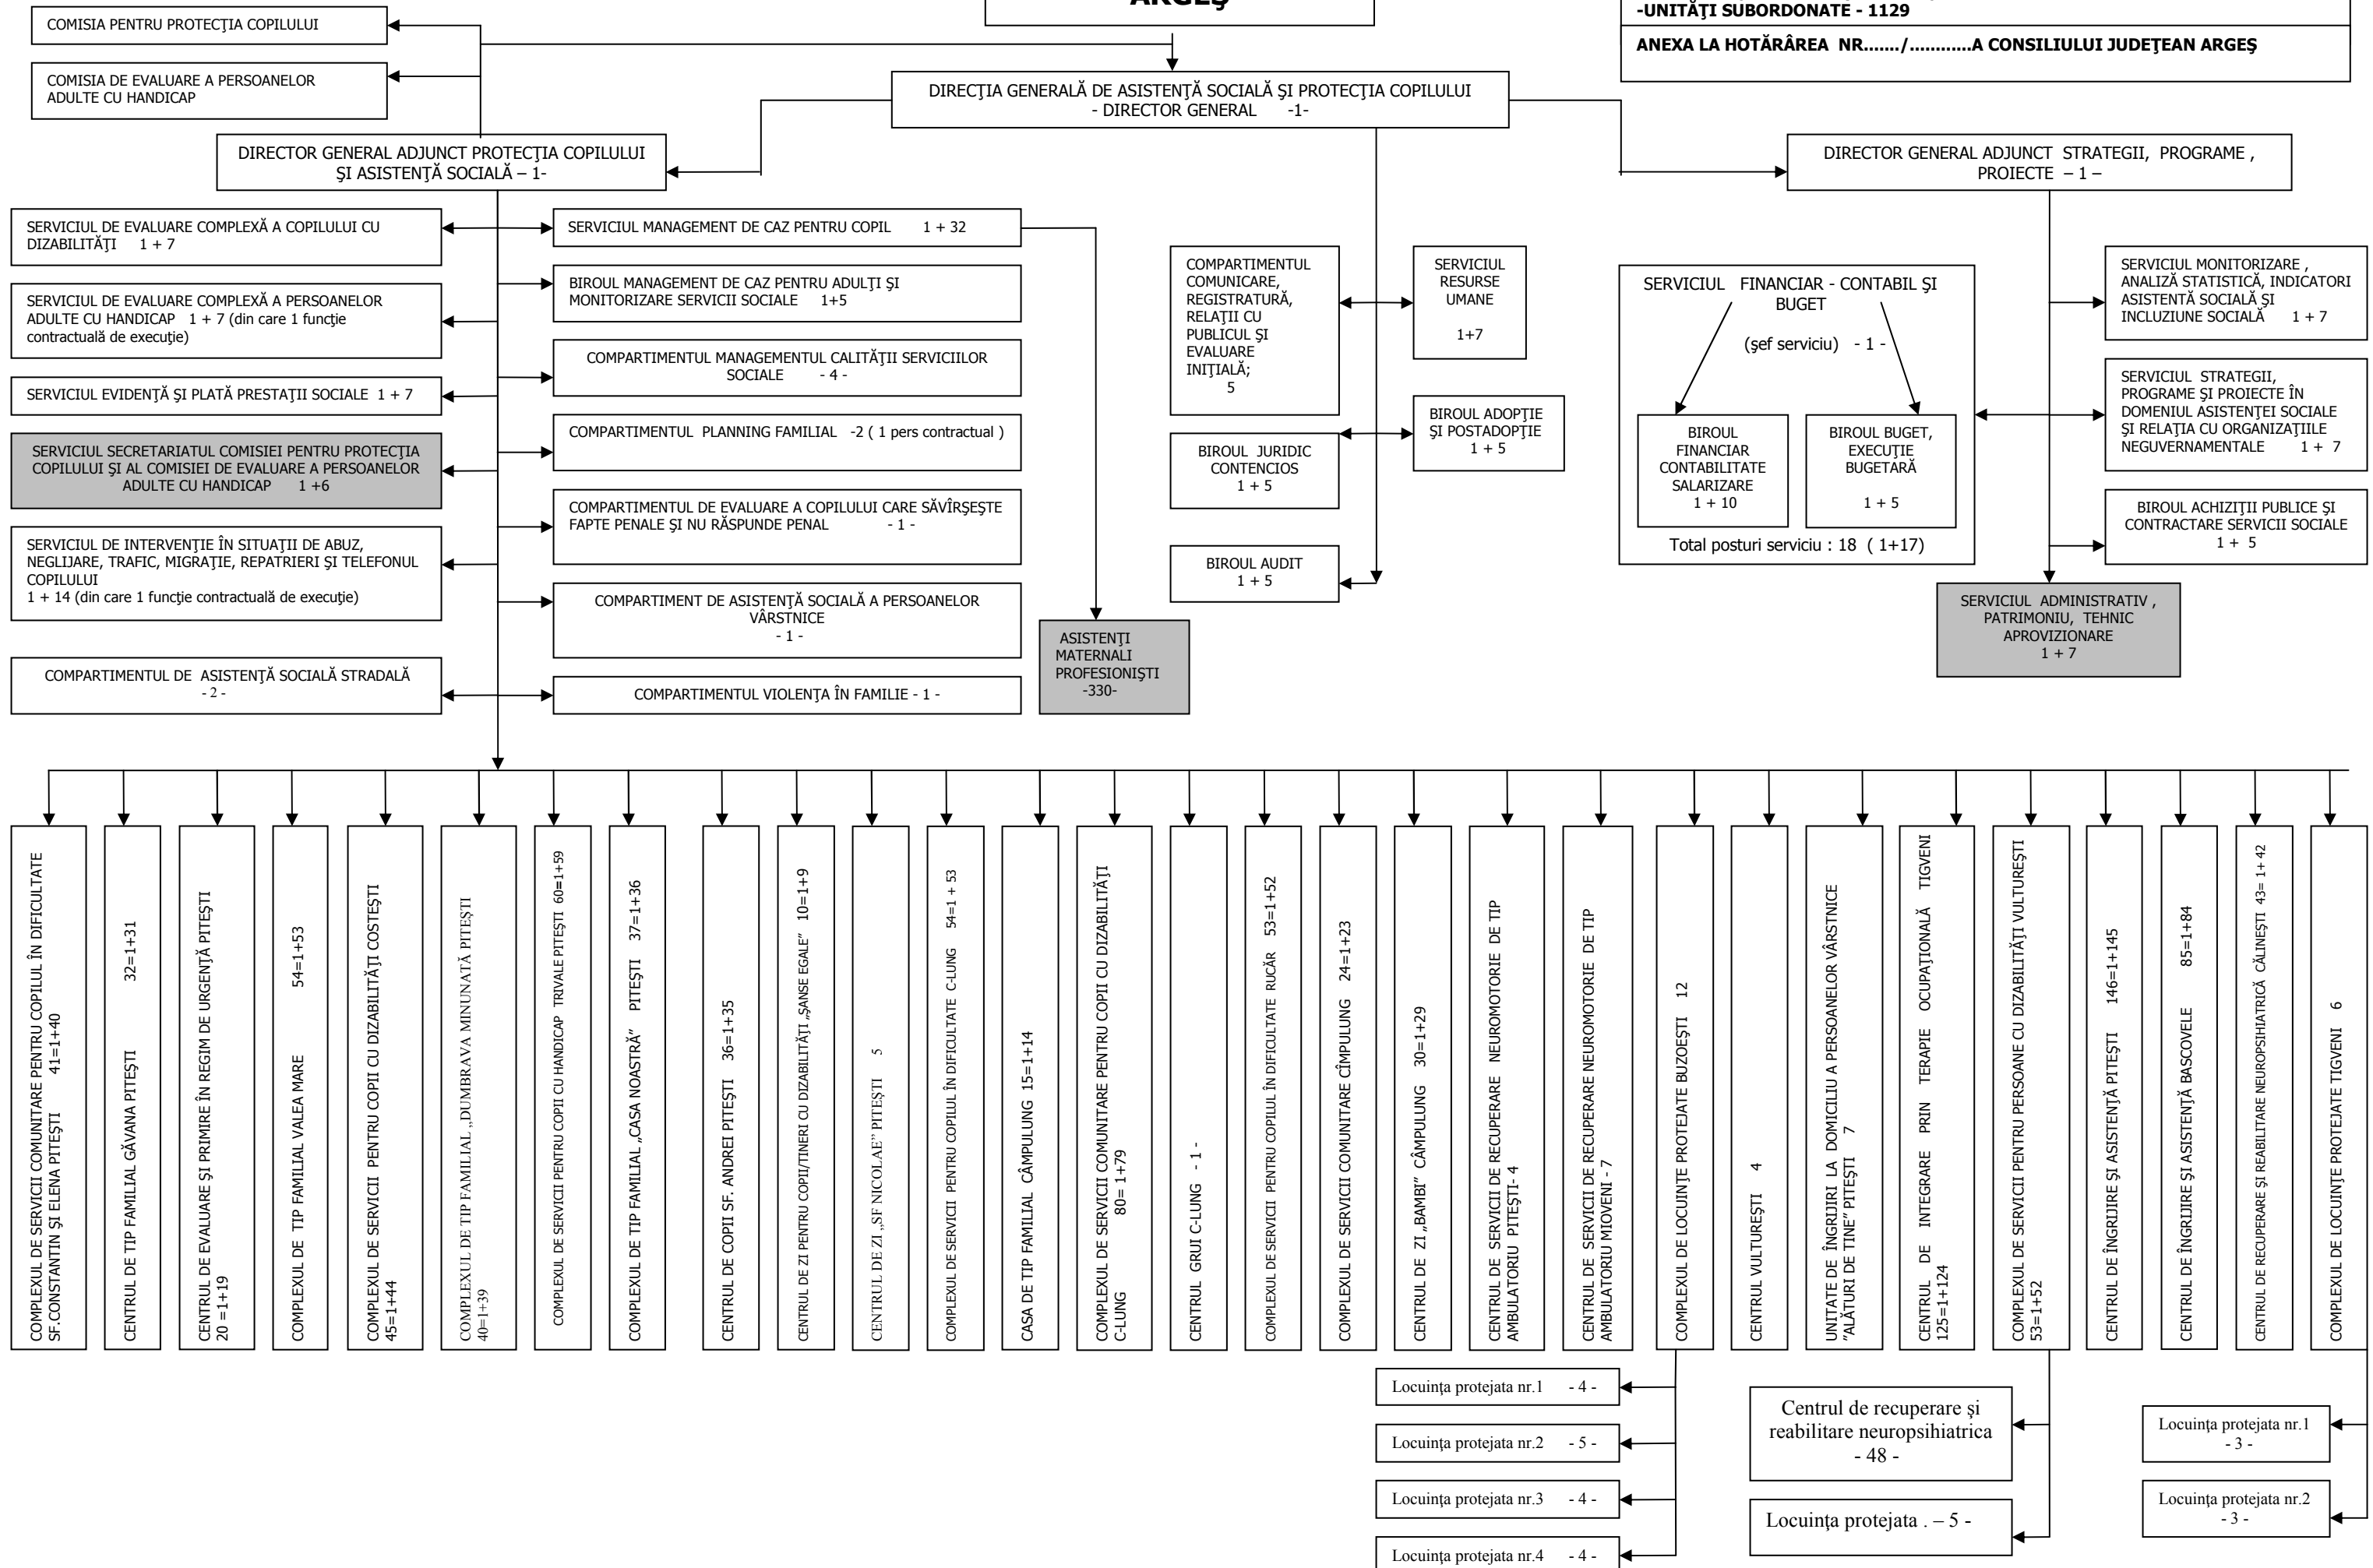 ARGEŞ
-UNITĂŢI SUBORDONATE - 1129
ANEXA LA HOTĂRÂREA NR......./............A CONSILIULUI JUDEŢEAN ARGEŞ
COMISIA PENTRU PROTECŢIA COPILULUI
COMISIA DE EVALUARE A PERSOANELOR
ADULTE CU HANDICAP
DIRECŢIA GENERALĂ DE ASISTENŢĂ SOCIALĂ ŞI PROTECŢIA COPILULUI
- DIRECTOR GENERAL -1-
DIRECTOR GENERAL ADJUNCT PROTECŢIA COPILULUI
ŞI ASISTENŢĂ SOCIALĂ – 1-
DIRECTOR GENERAL ADJUNCT STRATEGII, PROGRAME ,
PROIECTE – 1 –
SERVICIUL DE EVALUARE COMPLEXĂ A COPILULUI CU
DIZABILITĂŢI 1 + 7
SERVICIUL DE EVALUARE COMPLEXĂ A PERSOANELOR
ADULTE CU HANDICAP 1 + 7 (din care 1 funcţie
contractuală de execuţie)
SERVICIUL EVIDENŢĂ ŞI PLATĂ PRESTAŢII SOCIALE 1 + 7
SERVICIUL SECRETARIATUL COMISIEI PENTRU PROTECŢIA
COPILULUI ŞI AL COMISIEI DE EVALUARE A PERSOANELOR
ADULTE CU HANDICAP 1 +6
SERVICIUL DE INTERVENŢIE ÎN SITUAŢII DE ABUZ,
NEGLIJARE, TRAFIC, MIGRAŢIE, REPATRIERI ŞI TELEFONUL
COPILULUI
1 + 14 (din care 1 funcţie contractuală de execuţie)
COMPARTIMENTUL DE ASISTENŢĂ SOCIALĂ STRADALĂ
- 2 -
SERVICIUL MANAGEMENT DE CAZ PENTRU COPIL 1 + 32
BIROUL MANAGEMENT DE CAZ PENTRU ADULŢI ŞI
MONITORIZARE SERVICII SOCIALE 1+5
COMPARTIMENTUL MANAGEMENTUL CALITĂŢII SERVICIILOR
SOCIALE - 4 -
COMPARTIMENTUL PLANNING FAMILIAL -2 ( 1 pers contractual )
COMPARTIMENTUL DE EVALUARE A COPILULUI CARE SĂVÎRŞEŞTE
FAPTE PENALE ŞI NU RĂSPUNDE PENAL - 1 -
COMPARTIMENT DE ASISTENŢĂ SOCIALĂ A PERSOANELOR
VÂRSTNICE
- 1 -
COMPARTIMENTUL VIOLENŢA ÎN FAMILIE - 1 -
ASISTENŢI
MATERNALI
PROFESIONIŞTI
-330-
COMPARTIMENTUL
COMUNICARE,
REGISTRATURĂ,
RELAŢII CU
PUBLICUL ŞI
EVALUARE
INIŢIALĂ;
5
SERVICIUL
RESURSE
UMANE
1+7
BIROUL JURIDIC
CONTENCIOS
1 + 5
BIROUL ADOPŢIE
ŞI POSTADOPŢIE
1 + 5
BIROUL AUDIT
1 + 5
SERVICIUL FINANCIAR - CONTABIL ŞI
BUGET
(şef serviciu) - 1 -
BIROUL
FINANCIAR
CONTABILITATE
SALARIZARE
1 + 10
BIROUL BUGET,
EXECUŢIE
BUGETARĂ
1 + 5
Total posturi serviciu : 18 ( 1+17)
SERVICIUL MONITORIZARE ,
ANALIZĂ STATISTICĂ, INDICATORI
ASISTENTĂ SOCIALĂ ŞI
INCLUZIUNE SOCIALĂ 1 + 7
SERVICIUL STRATEGII,
PROGRAME ŞI PROIECTE ÎN
DOMENIUL ASISTENŢEI SOCIALE
ŞI RELAŢIA CU ORGANIZAŢIILE
NEGUVERNAMENTALE 1 + 7
BIROUL ACHIZIŢII PUBLICE ŞI
CONTRACTARE SERVICII SOCIALE
1 + 5
SERVICIUL ADMINISTRATIV ,
PATRIMONIU, TEHNIC
APROVIZIONARE
1 + 7
COMPLEXUL DE SERVICII COMUNITARE PENTRU COPILUL ÎN DIFICULTATE
SF.CONSTANTIN ŞI ELENA PITEŞTI 41=1+40
CENTRUL DE TIP FAMILIAL GĂVANA PITEŞTI 32=1+31
CENTRUL DE EVALUARE ŞI PRIMIRE ÎN REGIM DE URGENŢĂ PITEŞTI
20 =1+19
COMPLEXUL DE TIP FAMILIAL VALEA MARE 54=1+53
COMPLEXUL DE SERVICII PENTRU COPII CU DIZABILITĂŢI COSTEŞTI
45=1+44
COMPLEXUL DE TIP FAMILIAL „DUMBRAVA MINUNATĂ PITEŞTI
40=1+39
COMPLEXUL DE SERVICII PENTRU COPII CU HANDICAP TRIVALE PITEŞTI 60=1+59
COMPLEXUL DE TIP FAMILIAL „CASA NOASTRĂ” PITEŞTI 37=1+36
CENTRUL DE COPII SF. ANDREI PITEŞTI 36=1+35
CENTRUL DE ZI PENTRU COPII/TINERI CU DIZABILITĂŢI „ŞANSE EGALE” 10=1+9
CENTRUL DE ZI „SF NICOLAE” PITEŞTI 5
COMPLEXUL DE SERVICII PENTRU COPILUL ÎN DIFICULTATE C-LUNG 54=1 + 53
CASA DE TIP FAMILIAL CÂMPULUNG 15=1+14
COMPLEXUL DE SERVICII COMUNITARE PENTRU COPII CU DIZABILITĂŢI
C-LUNG 80= 1+79
CENTRUL GRUI C-LUNG - 1 -
COMPLEXUL DE SERVICII PENTRU COPILUL ÎN DIFICULTATE RUCĂR 53=1+52
COMPLEXUL DE SERVICII COMUNITARE CÎMPULUNG 24=1+23
CENTRUL DE ZI „BAMBI” CÂMPULUNG 30=1+29
CENTRUL DE SERVICII DE RECUPERARE NEUROMOTORIE DE TIP
AMBULATORIU PITEŞTI- 4
CENTRUL DE SERVICII DE RECUPERARE NEUROMOTORIE DE TIP
AMBULATORIU MIOVENI - 7
COMPLEXUL DE LOCUINŢE PROTEJATE BUZOEŞTI 12
CENTRUL VULTUREŞTI 4
UNITATE DE ÎNGRIJIRI LA DOMICILIU A PERSOANELOR VÂRSTNICE
”ALĂTURI DE TINE” PITEŞTI 7
CENTRUL DE INTEGRARE PRIN TERAPIE OCUPAŢIONALĂ TIGVENI
125=1+124
COMPLEXUL DE SERVICII PENTRU PERSOANE CU DIZABILITĂŢI VULTUREŞTI
53=1+52
CENTRUL DE ÎNGRIJIRE ŞI ASISTENŢĂ PITEŞTI 146=1+145
CENTRUL DE ÎNGRIJIRE ŞI ASISTENŢĂ BASCOVELE 85=1+84
CENTRUL DE RECUPERARE ŞI REABILITARE NEUROPSIHIATRICĂ CĂLINEŞTI 43= 1+ 42
COMPLEXUL DE LOCUINŢE PROTEJATE TIGVENI 6
Locuinţa protejata nr.1 - 4 -
Locuinţa protejata nr.2 - 5 -
Locuinţa protejata nr.3 - 4 -
Locuinţa protejata nr.4 - 4 -
Centrul de recuperare şi
reabilitare neuropsihiatrica
- 48 -
Locuinţa protejata . – 5 -
Locuinţa protejata nr.1
- 3 -
Locuinţa protejata nr.2
- 3 -